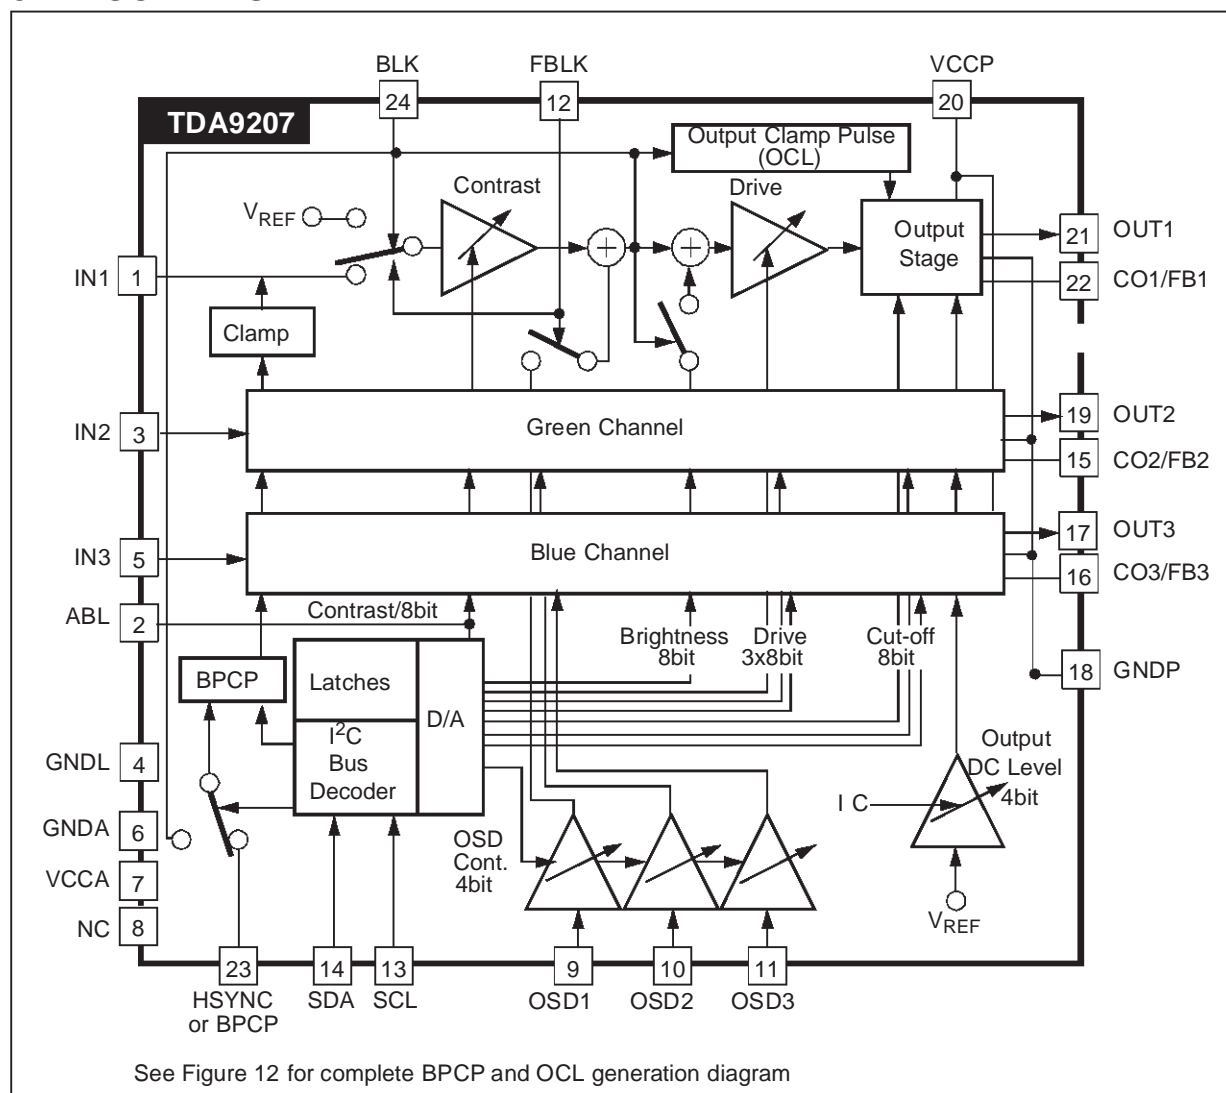 BLK
FBLK
VCCP
24
12
20
TDA9207
Output Clamp Pulse
(OCL)
Contrast
Drive
VREF
Output
Stage
21
OUT1
IN1
1
22
CO1/FB1
Clamp
IN2
3
Green Channel
19
OUT2
15
CO2/FB2
IN3
5
Blue Channel
17
OUT3
16
CO3/FB3
ABL
2
Contrast/8bit
Brightness
8bit
Drive
3x8bit
Cut-off
8bit
18
GNDP
BPCP
Latches
D/A
I2C
Bus
Decoder
GNDL
4
Output
DC Level
4bit
I C
GNDA
6
OSD
Cont.
4bit
VCCA
7
NC
8
VREF
23
14
13
9
10
11
HSYNC
or BPCP
SDA
SCL
OSD1
OSD2
OSD3
See Figure 12 for complete BPCP and OCL generation diagram